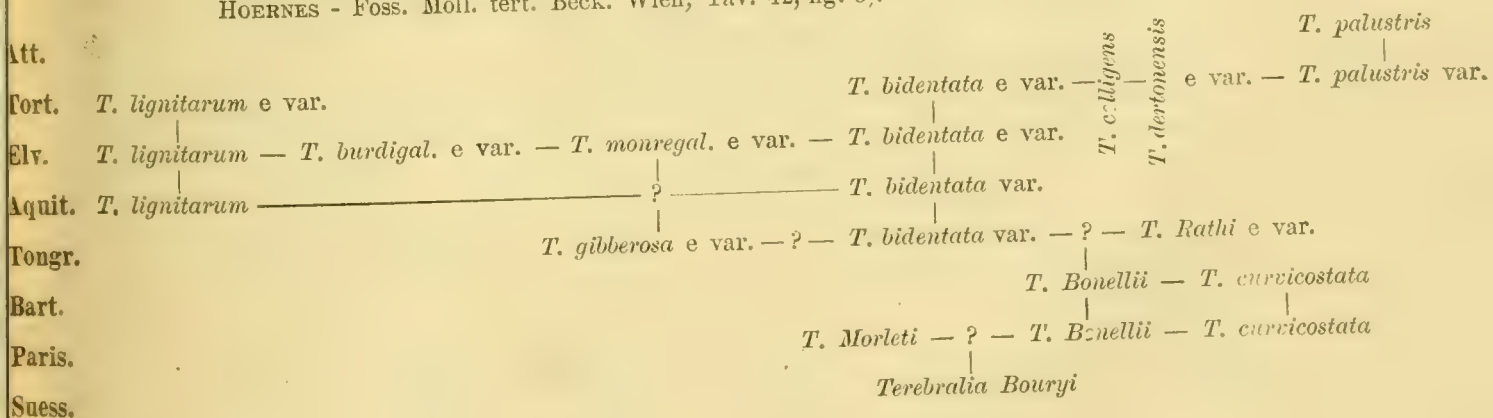 HOERNES - Foss. Moll. tert. Beck. Wien, Tav. 42, fig.
T. palustris
Att.
T. bidentata e var. — T. colligens — T. dertonensis e var. — T. palustris var.
Tort. T. lignitarum e var.
Elv. T. lignitarum — T. burdigal. e var. — T. monregal. e var. — T. bidentata e var.
Aquit. T. lignitarum — ? — T. bidentata var.
Tongr. T. gibberosa e var. — ? — T. bidentata var. — ? — T. Rathi e var.
Bart. T. Bonellii — T. curvicostata
Paris. T. Morleti — ? — T. Bonellii — T. curvicostata
Suess. Terebralia Bouryi